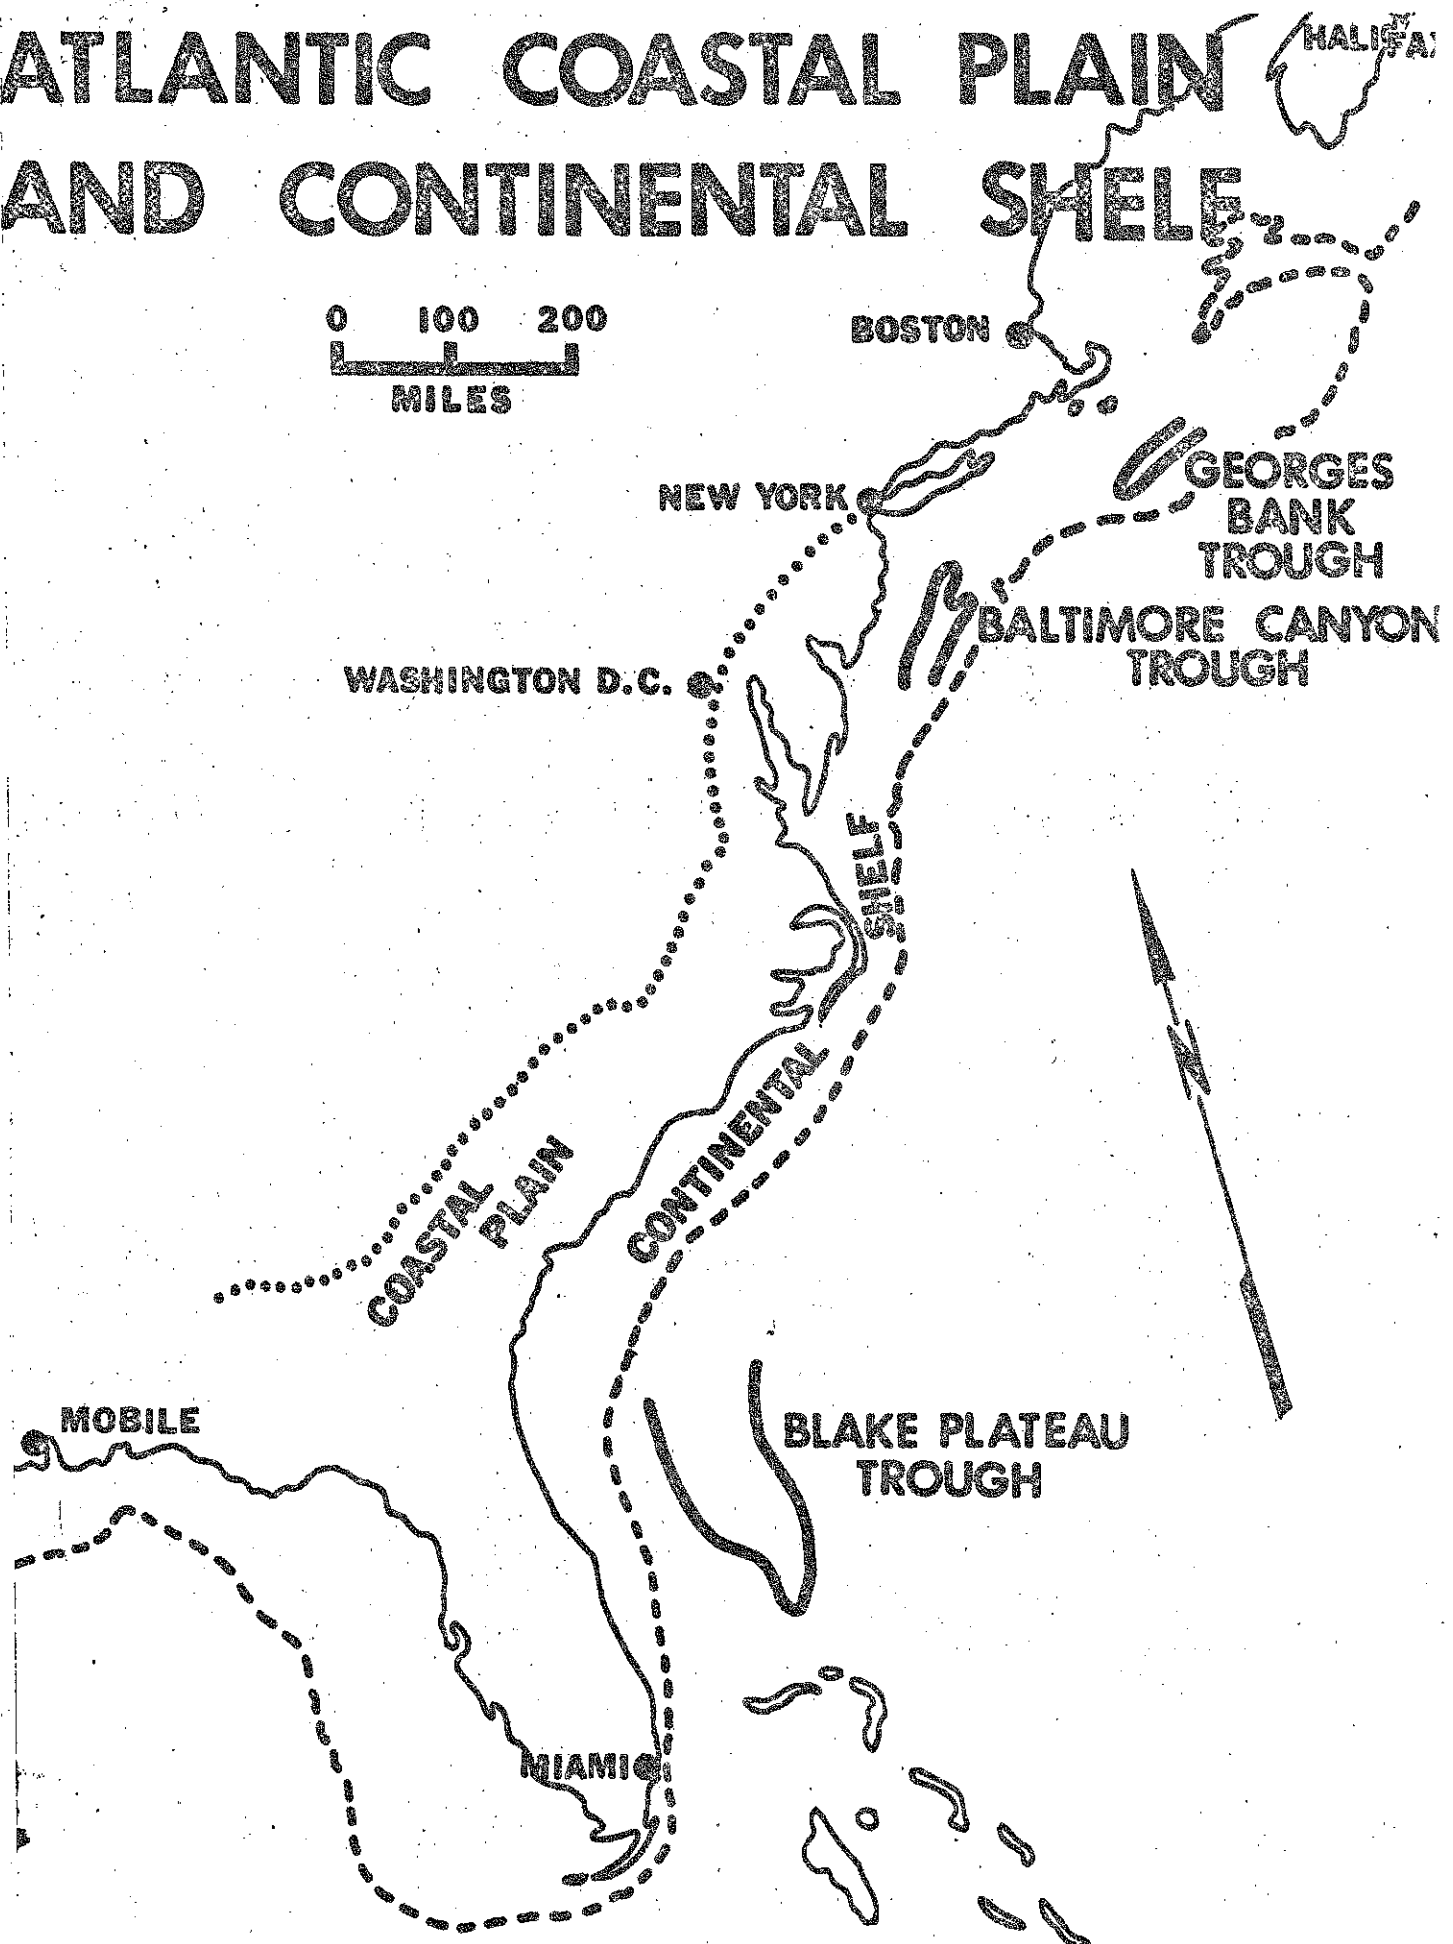 ATLANTIC COASTAL PLAIN
AND CONTINENTAL SHELF
HALIFAX
0 100 200
MILES
BOSTON
NEW YORK
GEORGES
BANK
TROUGH
BALTIMORE CANYON
TROUGH
WASHINGTON D.C.
SHELF
CONTINENTAL
COASTAL
PLAIN
N
MOBILE
BLAKE PLATEAU
TROUGH
MIAMI